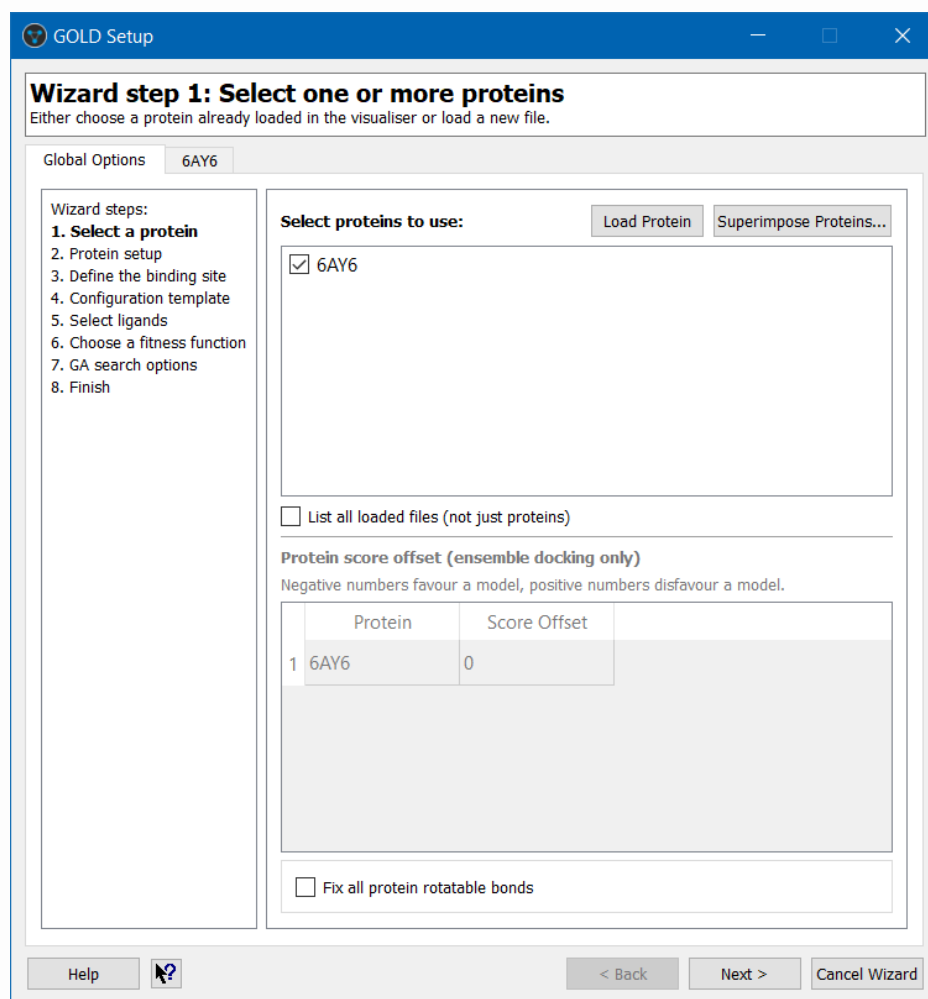 GOLD Setup
Wizard step 1: Select one or more proteins
Either choose a protein already loaded in the visualiser or load a new file.
Global Options
6AY6
Wizard steps:
1. Select a protein
2. Protein setup
3. Define the binding site
4. Configuration template
5. Select ligands
6. Choose a fitness function
7. GA search options
8. Finish
Select proteins to use:
Load Protein
Superimpose Proteins...
6AY6
List all loaded files (not just proteins)
Protein score offset (ensemble docking only)
Negative numbers favour a model, positive numbers disfavour a model.
Protein Score Offset
1 6AY6 0
Fix all protein rotatable bonds
Help
?
< Back
Next >
Cancel Wizard